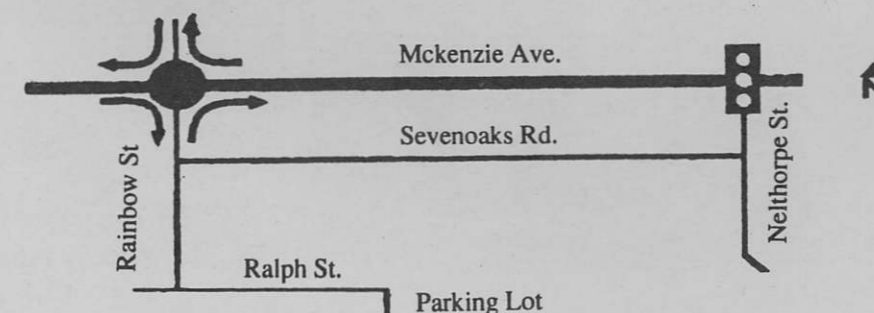 Mckenzie Ave.
Sevenoaks Rd.
Rainbow St
Nelthorpe St.
Ralph St.
Parking Lot